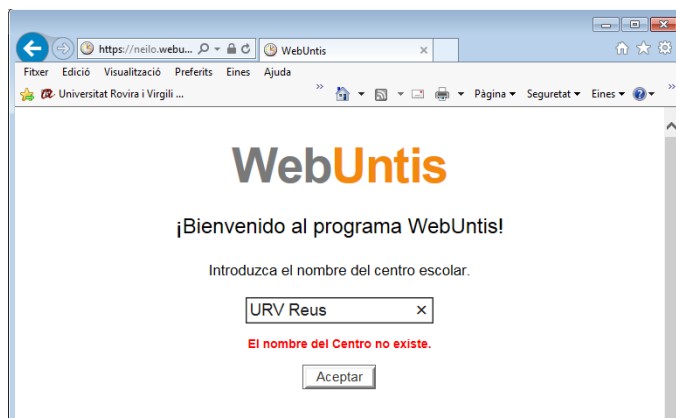 https://neilo.webu...
WebUntis
Fitxer Edició Visualització Preferits Eines Ajuda
Universitat Rovira i Virgili ... » Pàgina Seguretat Eines »
WebUntis
¡Bienvenido al programa WebUntis!
Introduzca el nombre del centro escolar.
URV Reus ×
El nombre del Centro no existe.
Aceptar